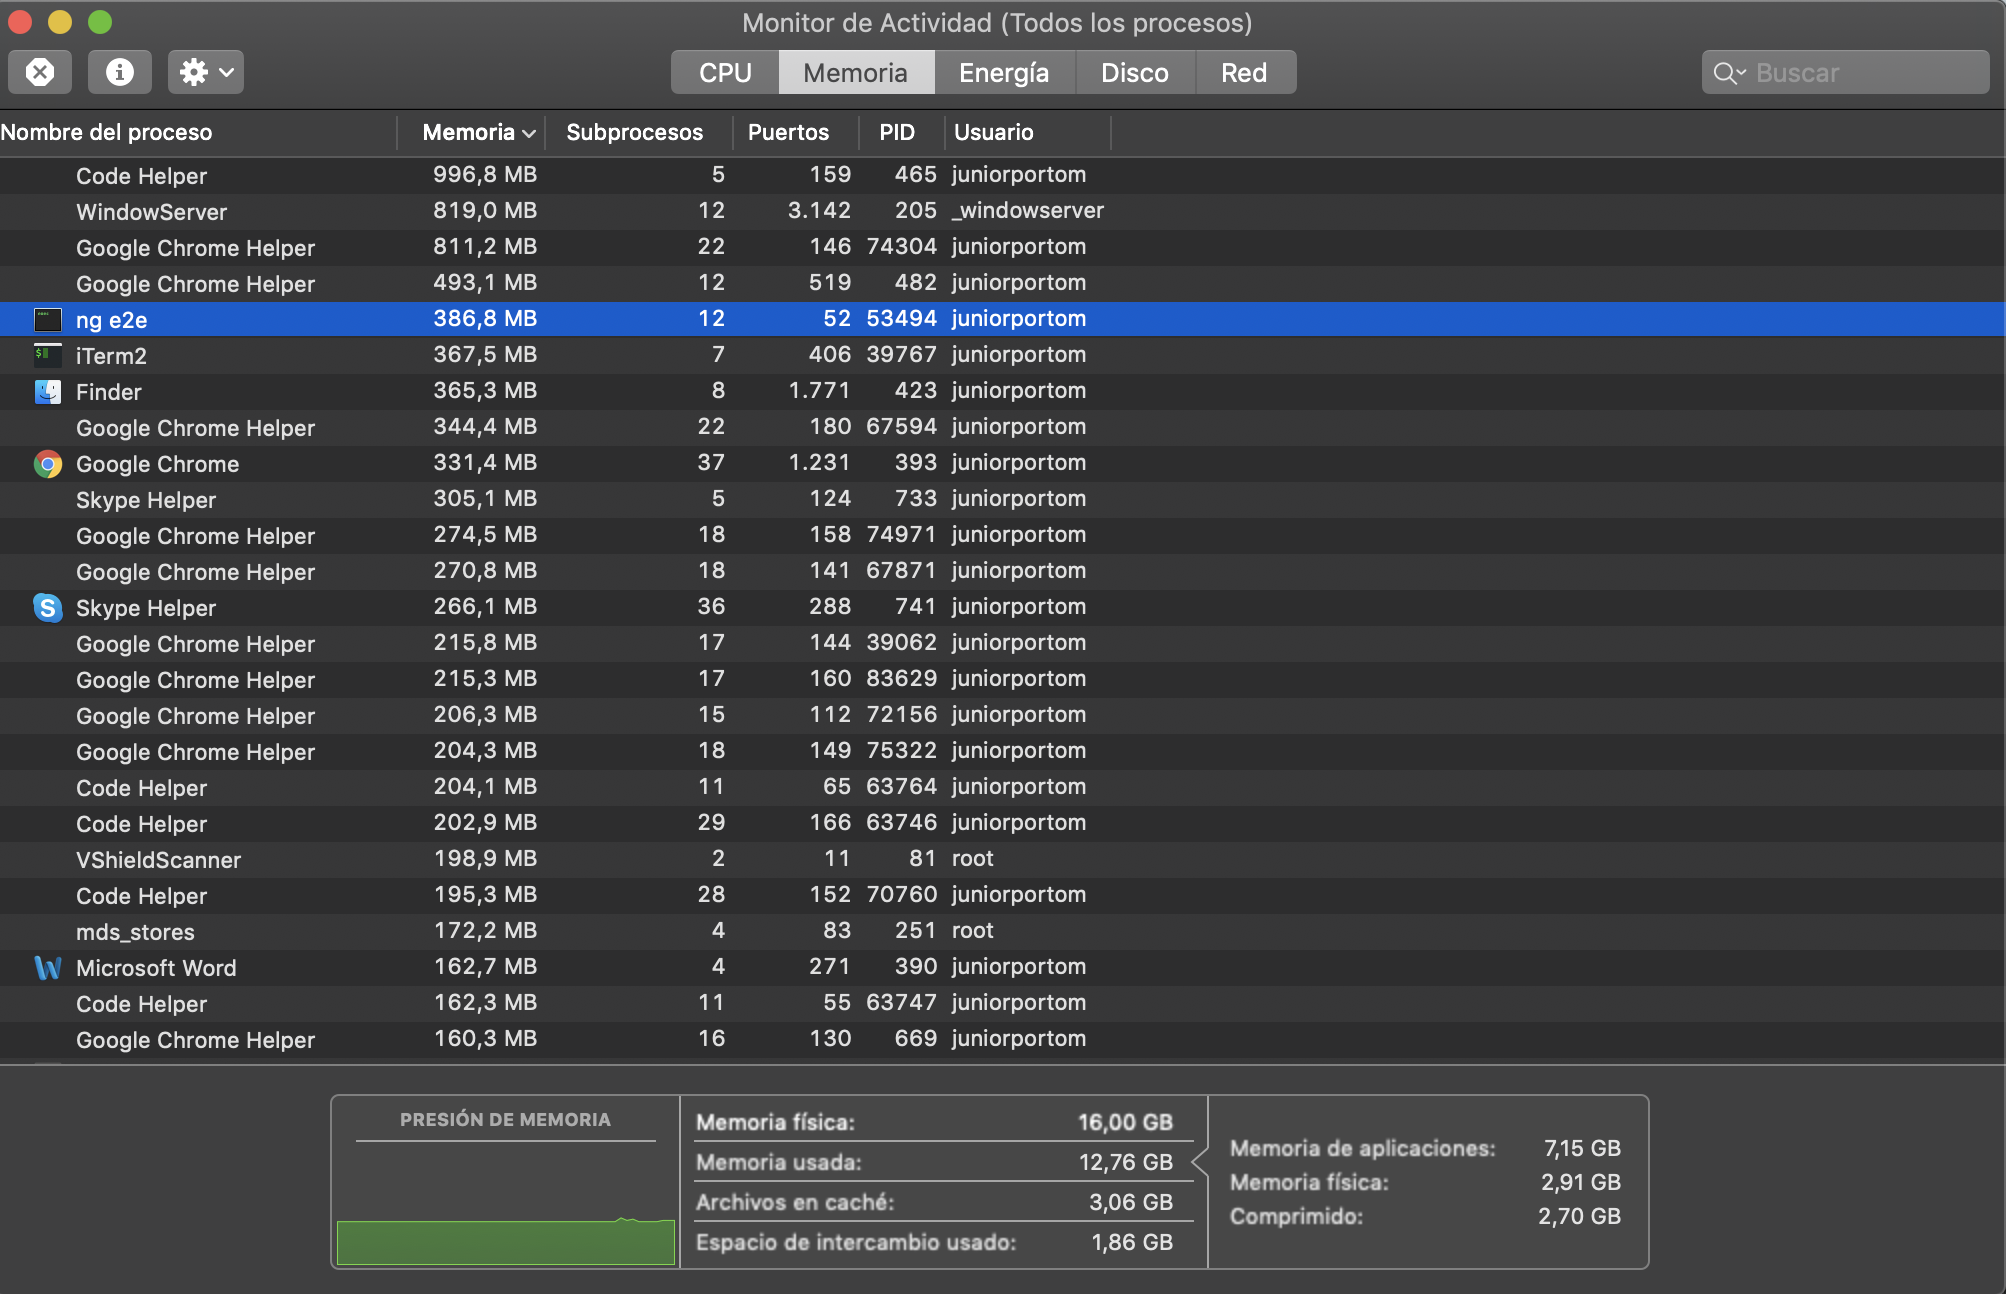 Monitor de Actividad (Todos los procesos)
CPU Memoria Energía Disco Red Buscar
Nombre del proceso Memoria Subprocesos Puertos PID Usuario
Code Helper 996,8 MB 5 159 465 juniorportom
WindowServer 819,0 MB 12 3.142 205 _windowserver
Google Chrome Helper 811,2 MB 22 146 74304 juniorportom
Google Chrome Helper 493,1 MB 12 519 482 juniorportom
ng e2e 386,8 MB 12 52 53494 juniorportom
iTerm2 367,5 MB 7 406 39767 juniorportom
Finder 365,3 MB 8 1.771 423 juniorportom
Google Chrome Helper 344,4 MB 22 180 67594 juniorportom
Google Chrome 331,4 MB 37 1.231 393 juniorportom
Skype Helper 305,1 MB 5 124 733 juniorportom
Google Chrome Helper 274,5 MB 18 158 74971 juniorportom
Google Chrome Helper 270,8 MB 18 141 67871 juniorportom
Skype Helper 266,1 MB 36 288 741 juniorportom
Google Chrome Helper 215,8 MB 17 144 39062 juniorportom
Google Chrome Helper 215,3 MB 17 160 83629 juniorportom
Google Chrome Helper 206,3 MB 15 112 72156 juniorportom
Google Chrome Helper 204,3 MB 18 149 75322 juniorportom
Code Helper 204,1 MB 11 65 63764 juniorportom
Code Helper 202,9 MB 29 166 63746 juniorportom
VShieldScanner 198,9 MB 2 11 81 root
Code Helper 195,3 MB 28 152 70760 juniorportom
mds_stores 172,2 MB 4 83 251 root
Microsoft Word 162,7 MB 4 271 390 juniorportom
Code Helper 162,3 MB 11 55 63747 juniorportom
Google Chrome Helper 160,3 MB 16 130 669 juniorportom
PRESIÓN DE MEMORIA
Memoria física: 16,00 GB
Memoria usada: 12,76 GB
Archivos en caché: 3,06 GB
Espacio de intercambio usado: 1,86 GB
Memoria de aplicaciones: 7,15 GB
Memoria física: 2,91 GB
Comprimido: 2,70 GB